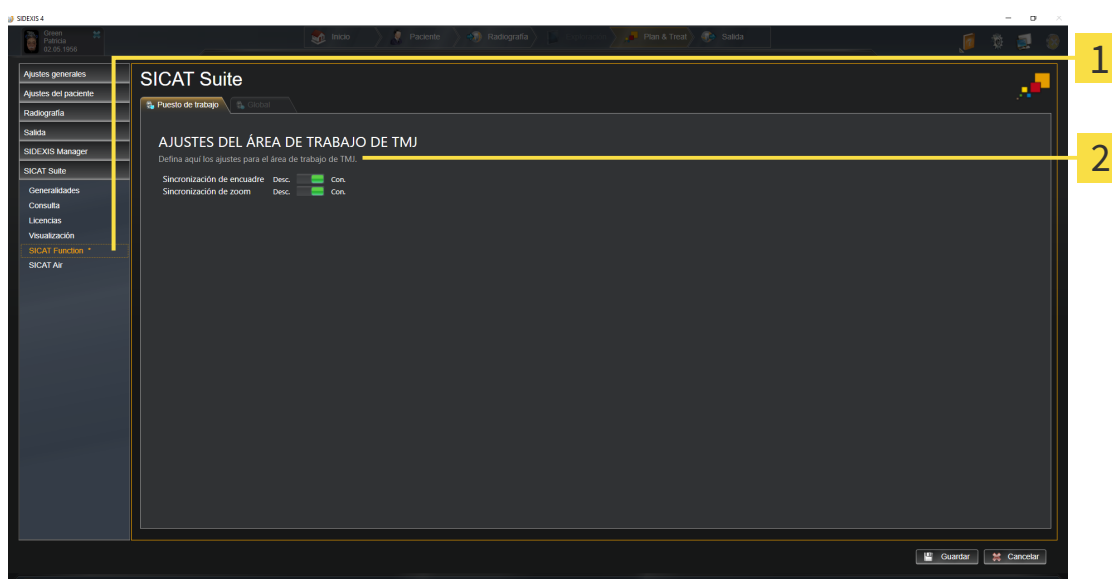 SIDEXIS 4
Green
Patricia
02.05.1956
Inicio
Paciente
Radiografía
Plan & Treat
Salida
1
Ajustes generales
Ajustes del paciente
Radiografía
Salida
SIDEXIS Manager
SICAT Suite
Generalidades
Consulta
Licencias
Visualización
SICAT Function *
SICAT Air
SICAT Suite
Puesto de trabajo
Global
AJUSTES DEL ÁREA DE TRABAJO DE TMJ
Defina aquí los ajustes para el área de trabajo de TMJ.
2
Sincronización de encuadre Desc. Con.
Sincronización de zoom Desc. Con.
Guardar
Cancelar